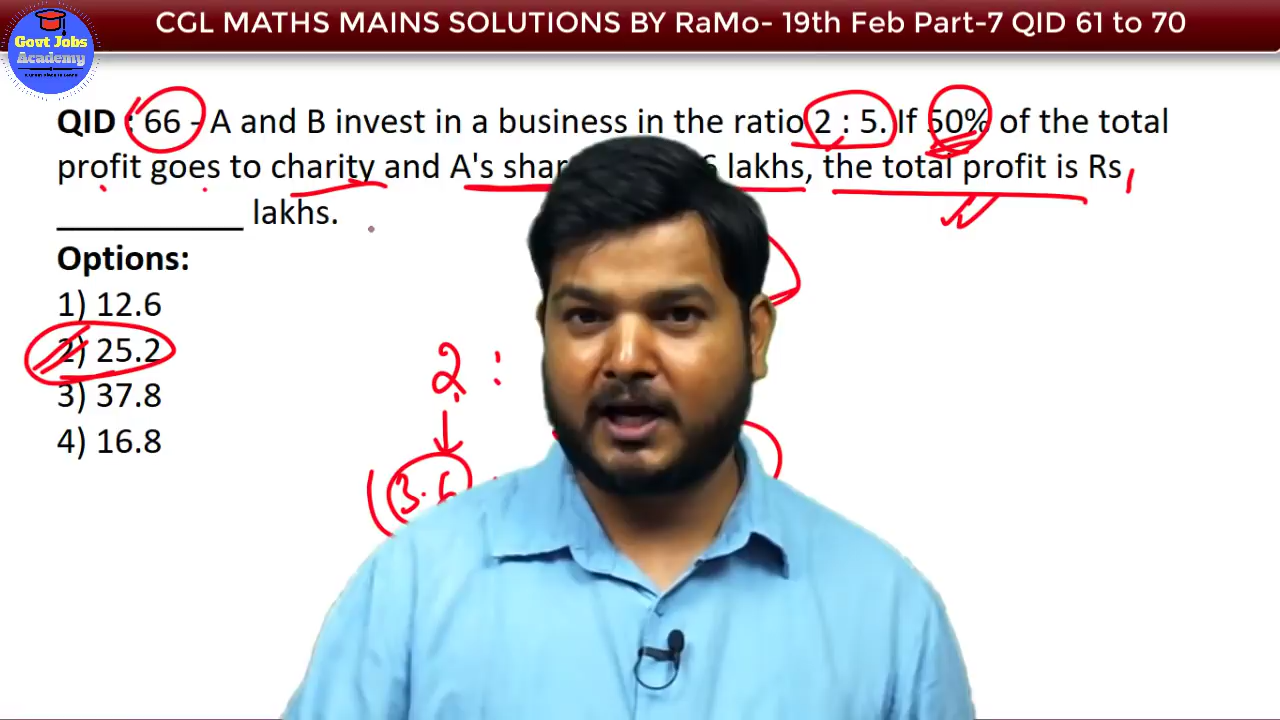 CGL MATHS MAINS SOLUTIONS BY RaMo- 19th Feb Part-7 QID 61 to 70
Govt Jobs
Academy
QID : 66 - A and B invest in a business in the ratio 2 : 5. If 50% of the total
profit goes to charity and A's lakhs, the total profit is Rs
__________ lakhs.
Options:
1) 12.6
2) 25.2
3) 37.8
4) 16.8
2 :
3.6